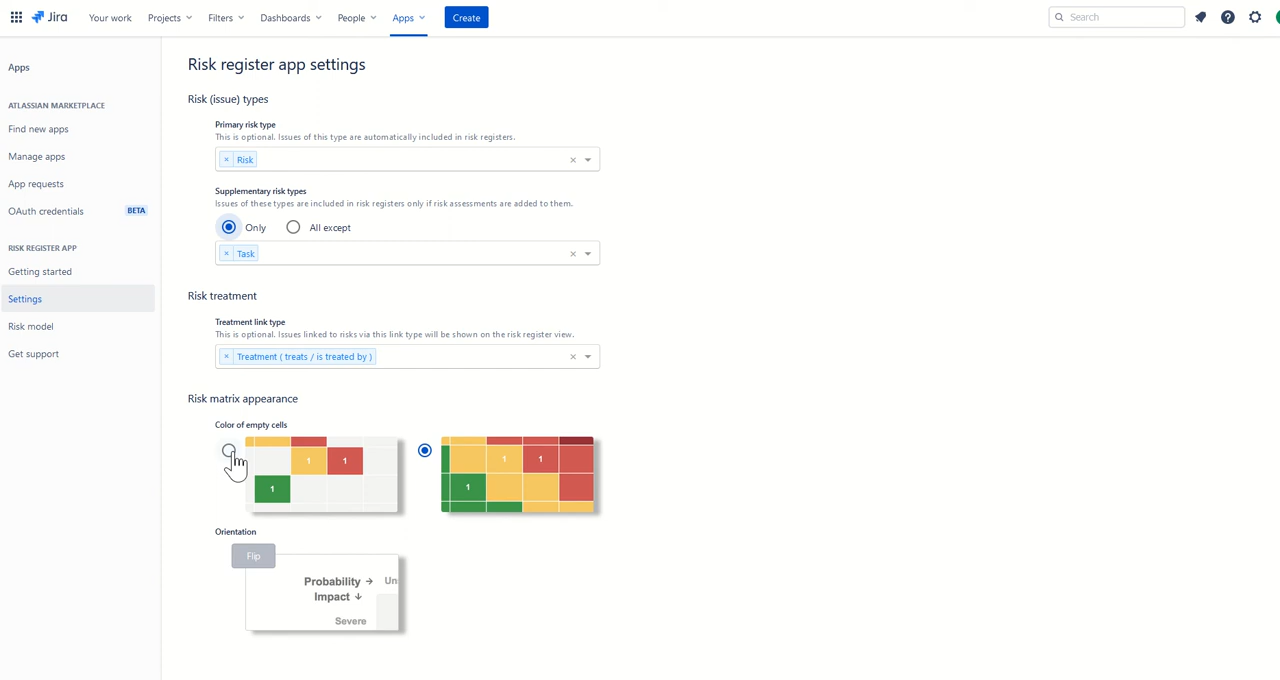 Jira Your work Projects Filters Dashboards People Apps Create Search
Apps
ATLASSIAN MARKETPLACE
Find new apps
Manage apps
App requests
OAuth credentials BETA
RISK REGISTER APP
Getting started
Settings
Risk model
Get support
Risk register app settings
Risk (issue) types
Primary risk type
This is optional. Issues of this type are automatically included in risk registers.
× Risk
Supplementary risk types
Issues of these types are included in risk registers only if risk assessments are added to them.
Only All except
× Task
Risk treatment
Treatment link type
This is optional. Issues linked to risks via this link type will be shown on the risk register view.
× Treatment ( treats / is treated by )
Risk matrix appearance
Color of empty cells
1 1
1
1 1
1
Orientation
Flip
Probability → Un
Impact ↓
Severe